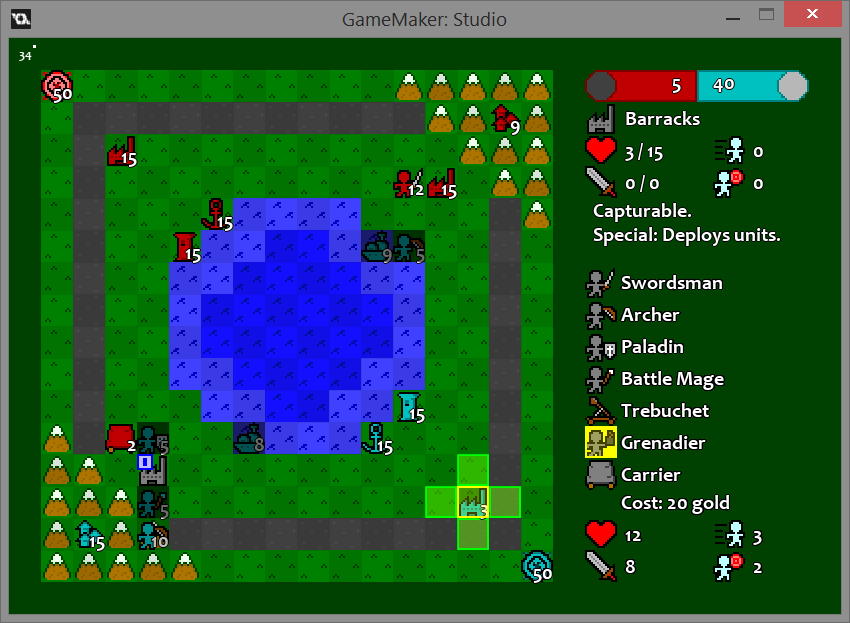 GameMaker: Studio
34
50
5
40
9
Barracks
15
3 / 15
0
12
15
0 / 0
0
15
Capturable.
15
9
5
Special: Deploys units.
Swordsman
Archer
Paladin
Battle Mage
15
Trebuchet
2
5
8
15
Grenadier
0
Carrier
5
3
Cost: 20 gold
15
10
12
3
50
8
2